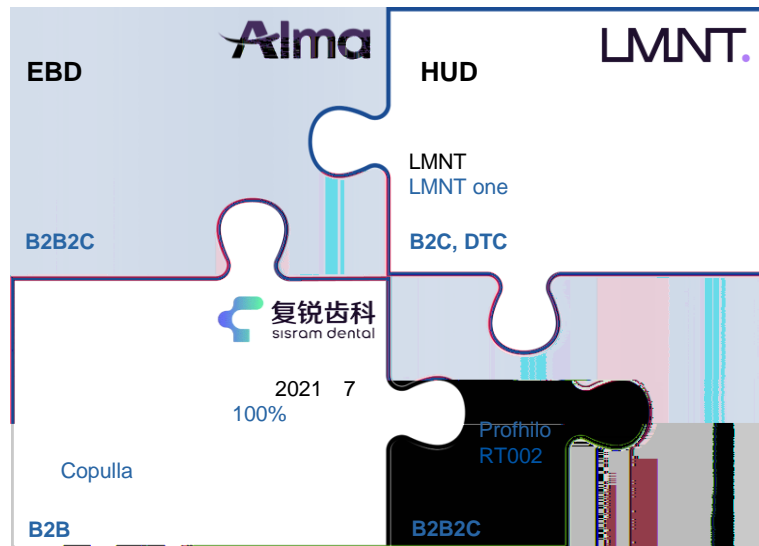 Alma
EBD
B2B2C
LMNT.
HUD
LMNT
LMNT one
B2C, DTC
复锐齿科
sisram dental
2021 7
100%
Copulla
B2B
Profhilo
RT002
B2B2C